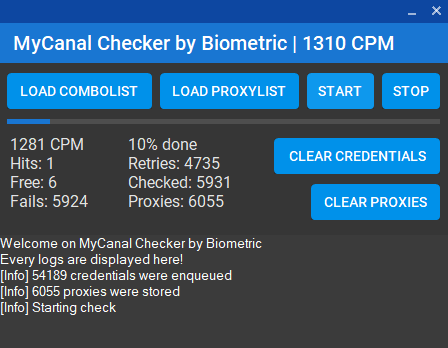 MyCanal Checker by Biometric | 1310 CPM
LOAD COMBOLIST LOAD PROXYLIST START STOP
1281 CPM 10% done
Hits: 1 Retries: 4735
Free: 6 Checked: 5931
Fails: 5924 Proxies: 6055
CLEAR CREDENTIALS
CLEAR PROXIES
Welcome on MyCanal Checker by Biometric
Every logs are displayed here!
[Info] 54189 credentials were enqueued
[Info] 6055 proxies were stored
[Info] Starting check